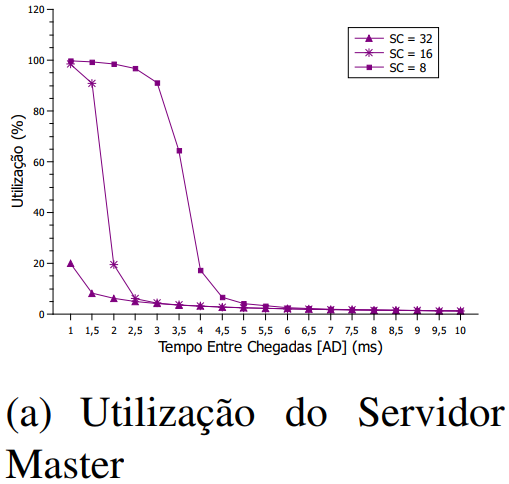 120
100
80
60
40
20
0
Utilização (%)
SC = 32
SC = 16
SC = 8
1 1,5 2 2,5 3 3,5 4 4,5 5 5,5 6 6,5 7 7,5 8 8,5 9 9,5 10
Tempo Entre Chegadas [AD] (ms)
(a) Utilização do Servidor
Master